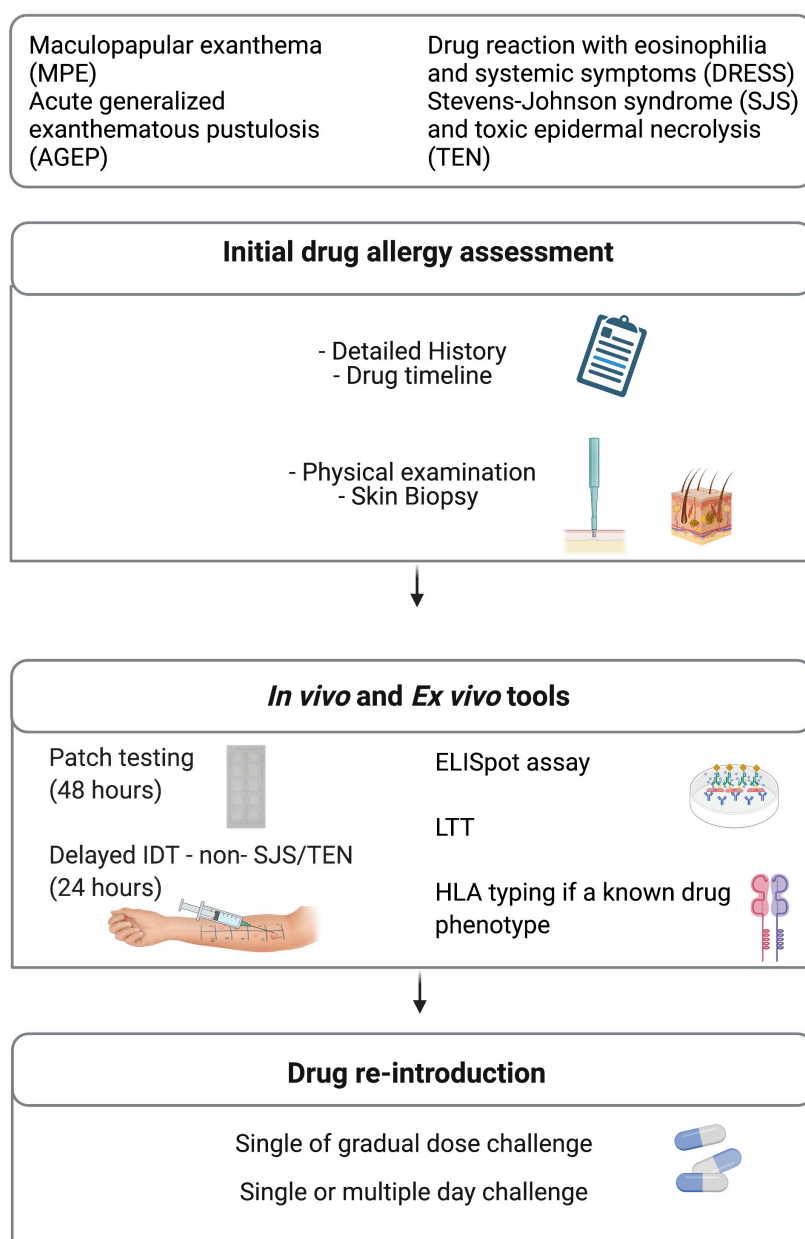 Maculopapular exanthema
(MPE)
Acute generalized
exanthematous pustulosis
(AGEP)
Drug reaction with eosinophilia
and systemic symptoms (DRESS)
Stevens-Johnson syndrome (SJS)
and toxic epidermal necrolysis
(TEN)
Initial drug allergy assessment
- Detailed History
- Drug timeline
- Physical examination
- Skin Biopsy
In vivo and Ex vivo tools
Patch testing
(48 hours)
Delayed IDT - non- SJS/TEN
(24 hours)
ELISpot assay
LTT
HLA typing if a known drug
phenotype
Drug re-introduction
Single of gradual dose challenge
Single or multiple day challenge